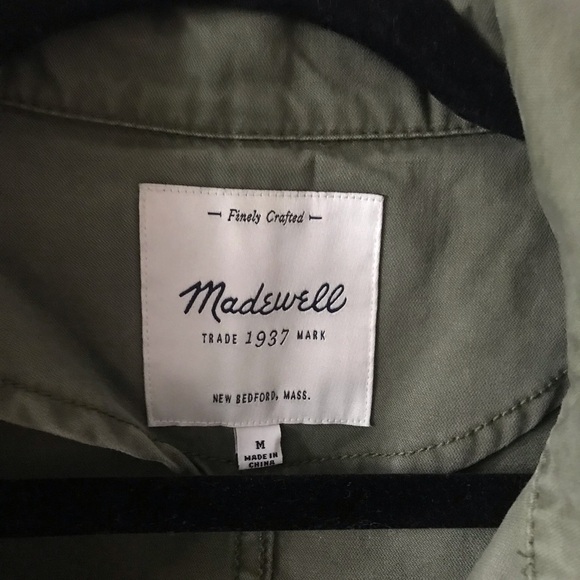 Finely Crafted
Madewell
TRADE 1937 MARK
NEW BEDFORD, MASS.
M
MADE IN
CHINA